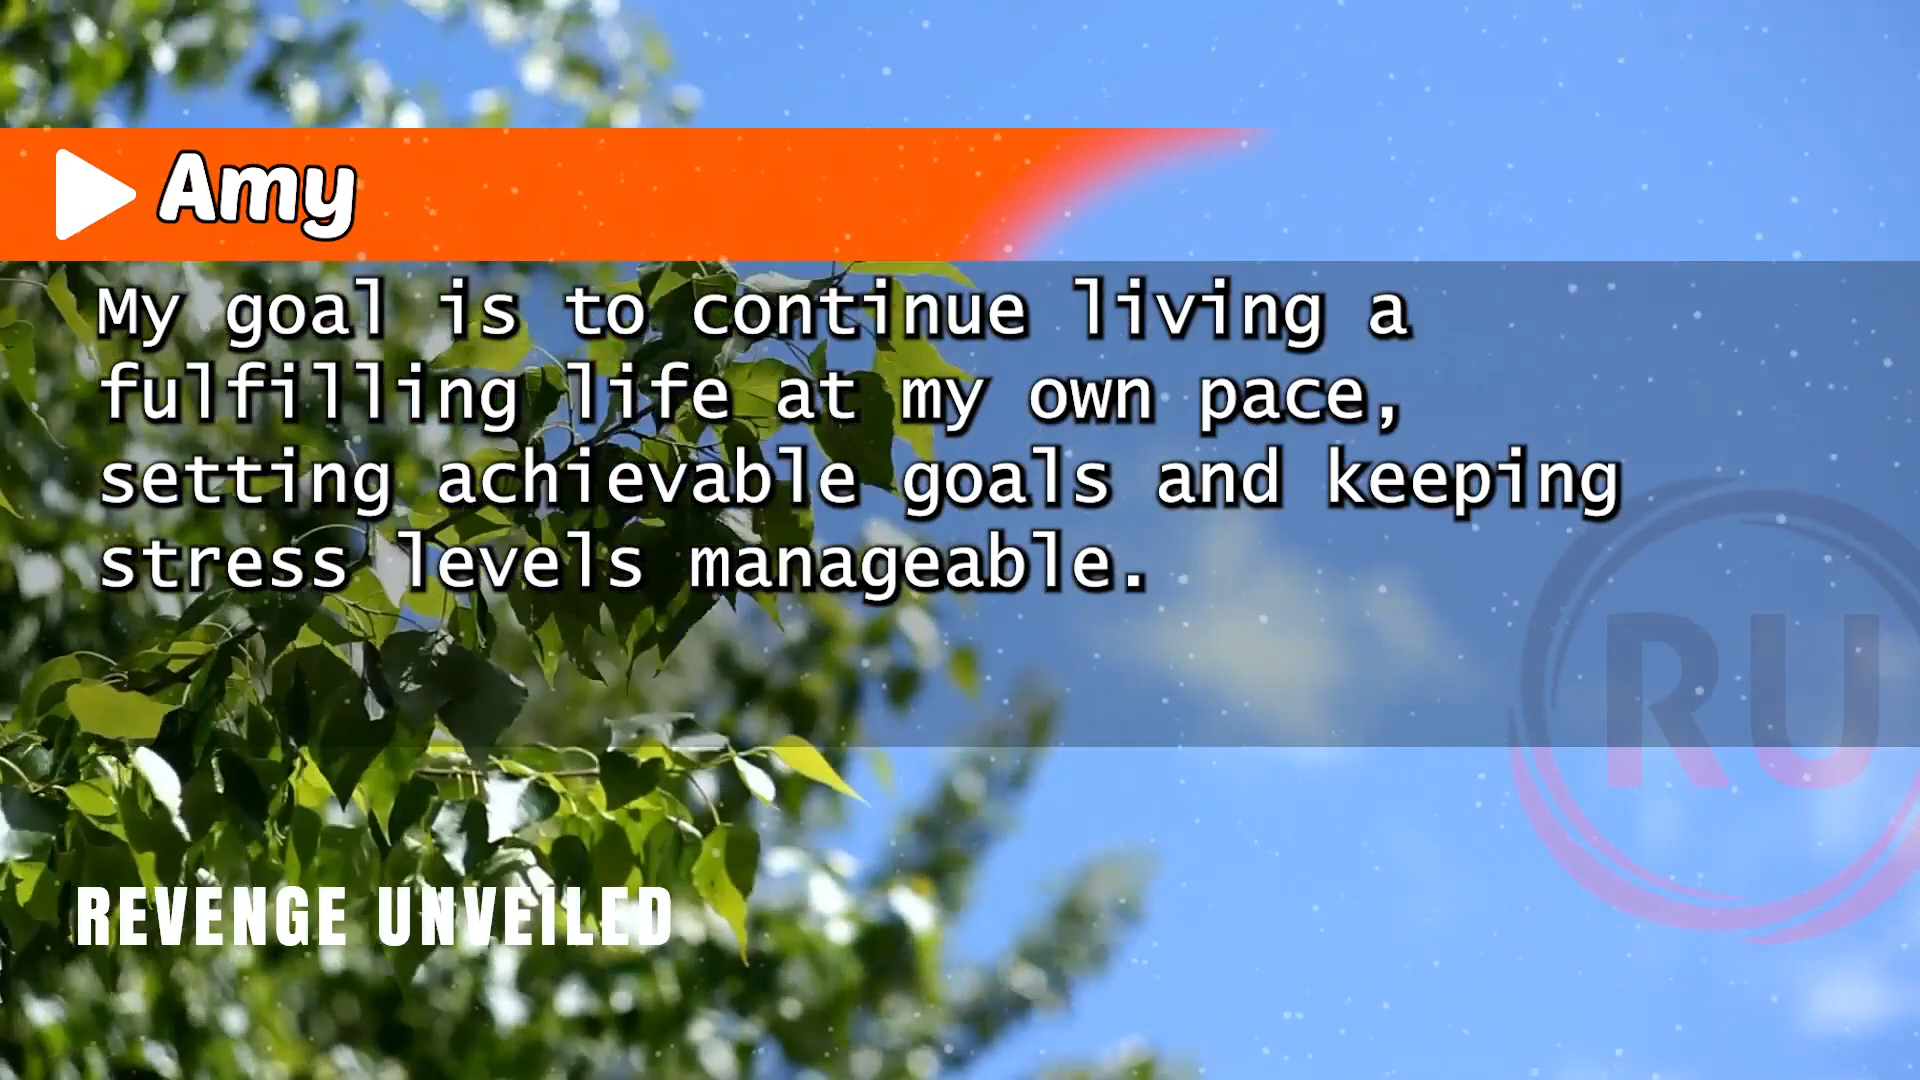 Amy
My goal is to continue living a
fulfilling life at my own pace,
setting achievable goals and keeping
stress levels manageable.
RU
REVENGE UNVEILED